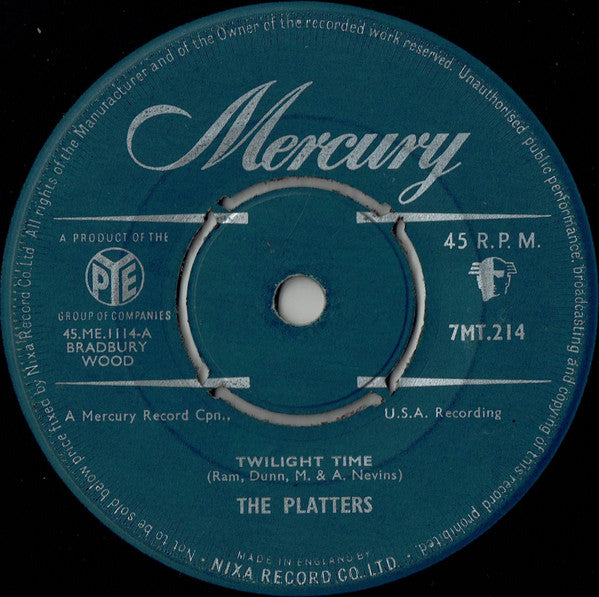 All rights of the Manufacturer and of the Owner of the recorded work reserved. Unauthorised public performance, broadcasting and copying of this record prohibited.
Mercury
A PRODUCT OF THE
PYE
GROUP OF COMPANIES
45.ME.1114-A
BRADBURY
WOOD
45 R.P.M.
7MT.214
A Mercury Record Cpn., U.S.A. Recording
TWILIGHT TIME
(Ram, Dunn, M. & A. Nevins)
THE PLATTERS
MADE IN ENGLAND BY
NIXA RECORD CO. LTD.
Not to be sold below price fixed by Nixa Record Co. Ltd.